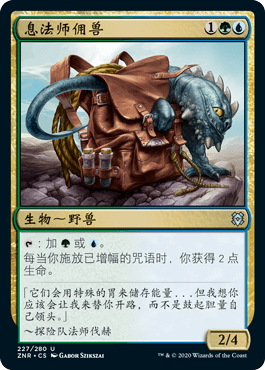 息法师佣兽
1
生物～野兽
：加或。
每当你施放已增幅的咒语时，你获得２点
生命。
「它们会用特殊的胃来储存能量...但我想你
应该会让我来替你开路，而不是鼓起胆量自
己领头。」
～探险队法师伐赫
2/4
227/280 U
ZNR • CS GABOR SZIKSZAI
™ & © 2020 Wizards of the Coast